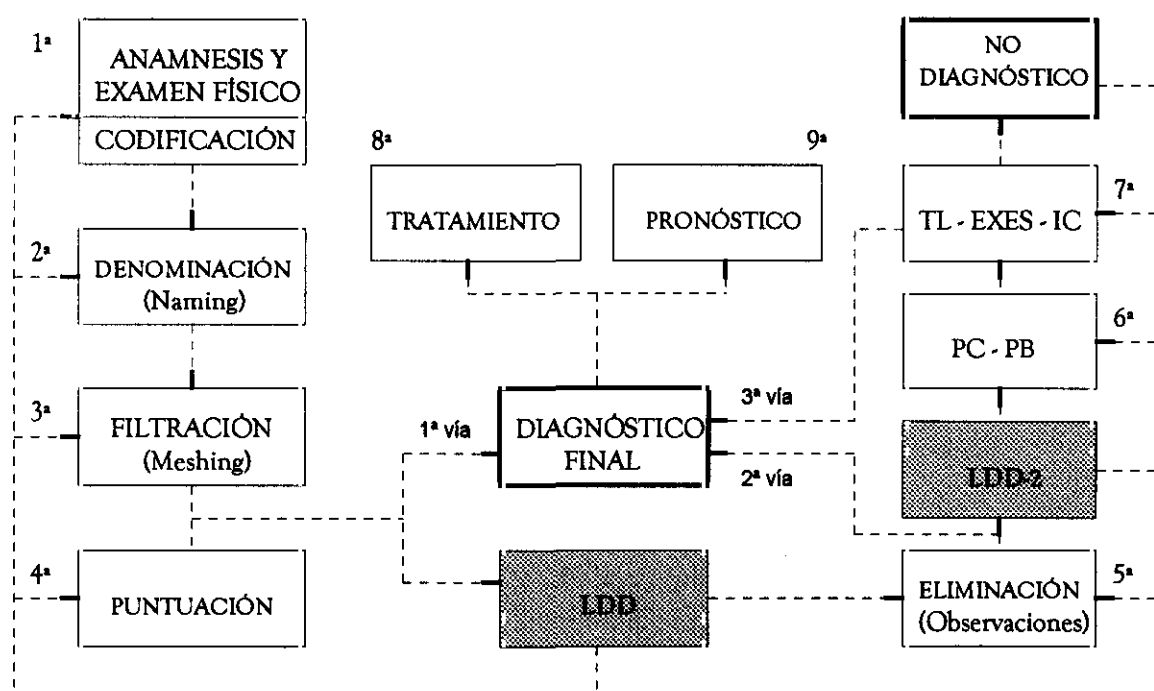 1ª
ANAMNESIS Y
EXAMEN FÍSICO
CODIFICACIÓN
2ª
DENOMINACIÓN
(Naming)
3ª
FILTRACIÓN
(Meshing)
4ª
PUNTUACIÓN
8ª
TRATAMIENTO
9ª
PRONÓSTICO
1ª vía
DIAGNÓSTICO
FINAL
3ª vía
2ª vía
LDD
NO
DIAGNÓSTICO
7ª
TL - EXES - IC
6ª
PC - PB
LDD-2
ELIMINACIÓN
(Observaciones)
5ª